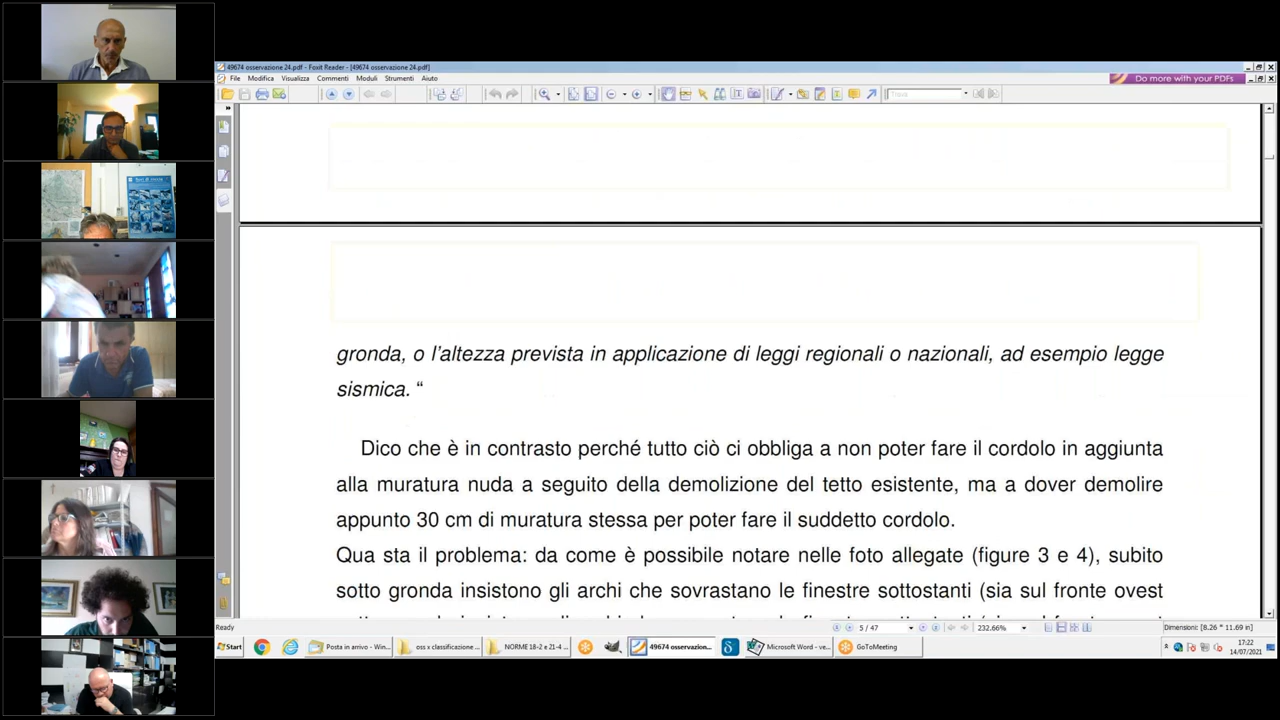 49674 osservazione 24.pdf - Foxit Reader - [49674 osservazione 24.pdf]
File Modifica Visualizza Commenti Moduli Strumenti Aiuto
Do more with your PDFs
Trova
gronda, o l'altezza prevista in applicazione di leggi regionali o nazionali, ad esempio legge
sismica. “
Dico che è in contrasto perché tutto ciò ci obbliga a non poter fare il cordolo in aggiunta
alla muratura nuda a seguito della demolizione del tetto esistente, ma a dover demolire
appunto 30 cm di muratura stessa per poter fare il suddetto cordolo.
Qua sta il problema: da come è possibile notare nelle foto allegate (figure 3 e 4), subito
sotto gronda insistono gli archi che sovrastano le finestre sottostanti (sia sul fronte ovest
Ready
5 / 47
232.66%
Dimensioni: [8.26 * 11.69 In]
Start
Posta in arrivo - Win...
oss x classificazione ...
NORME 18-2 e 21-4 ...
49674 osservazion...
Microsoft Word - ve...
GoToMeeting
17:22
14/07/2021